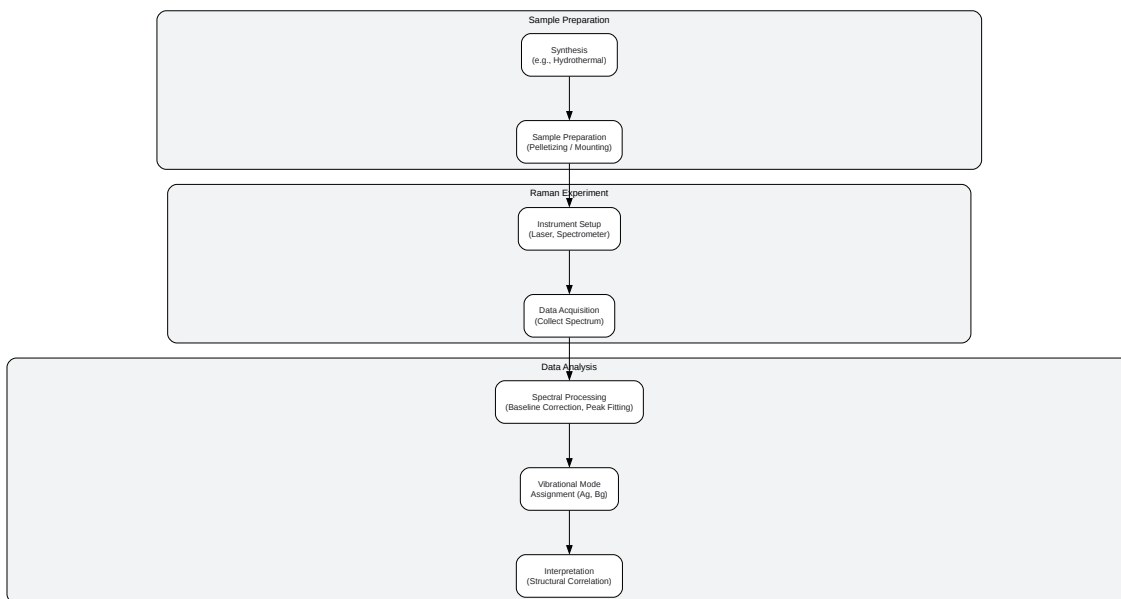 Sample Preparation
Synthesis
(e.g., Hydrothermal)
Sample Preparation
(Pelletizing / Mounting)
Raman Experiment
Instrument Setup
(Laser, Spectrometer)
Data Acquisition
(Collect Spectrum)
Data Analysis
Spectral Processing
(Baseline Correction, Peak Fitting)
Vibrational Mode
Assignment (Ag, Bg)
Interpretation
(Structural Correlation)